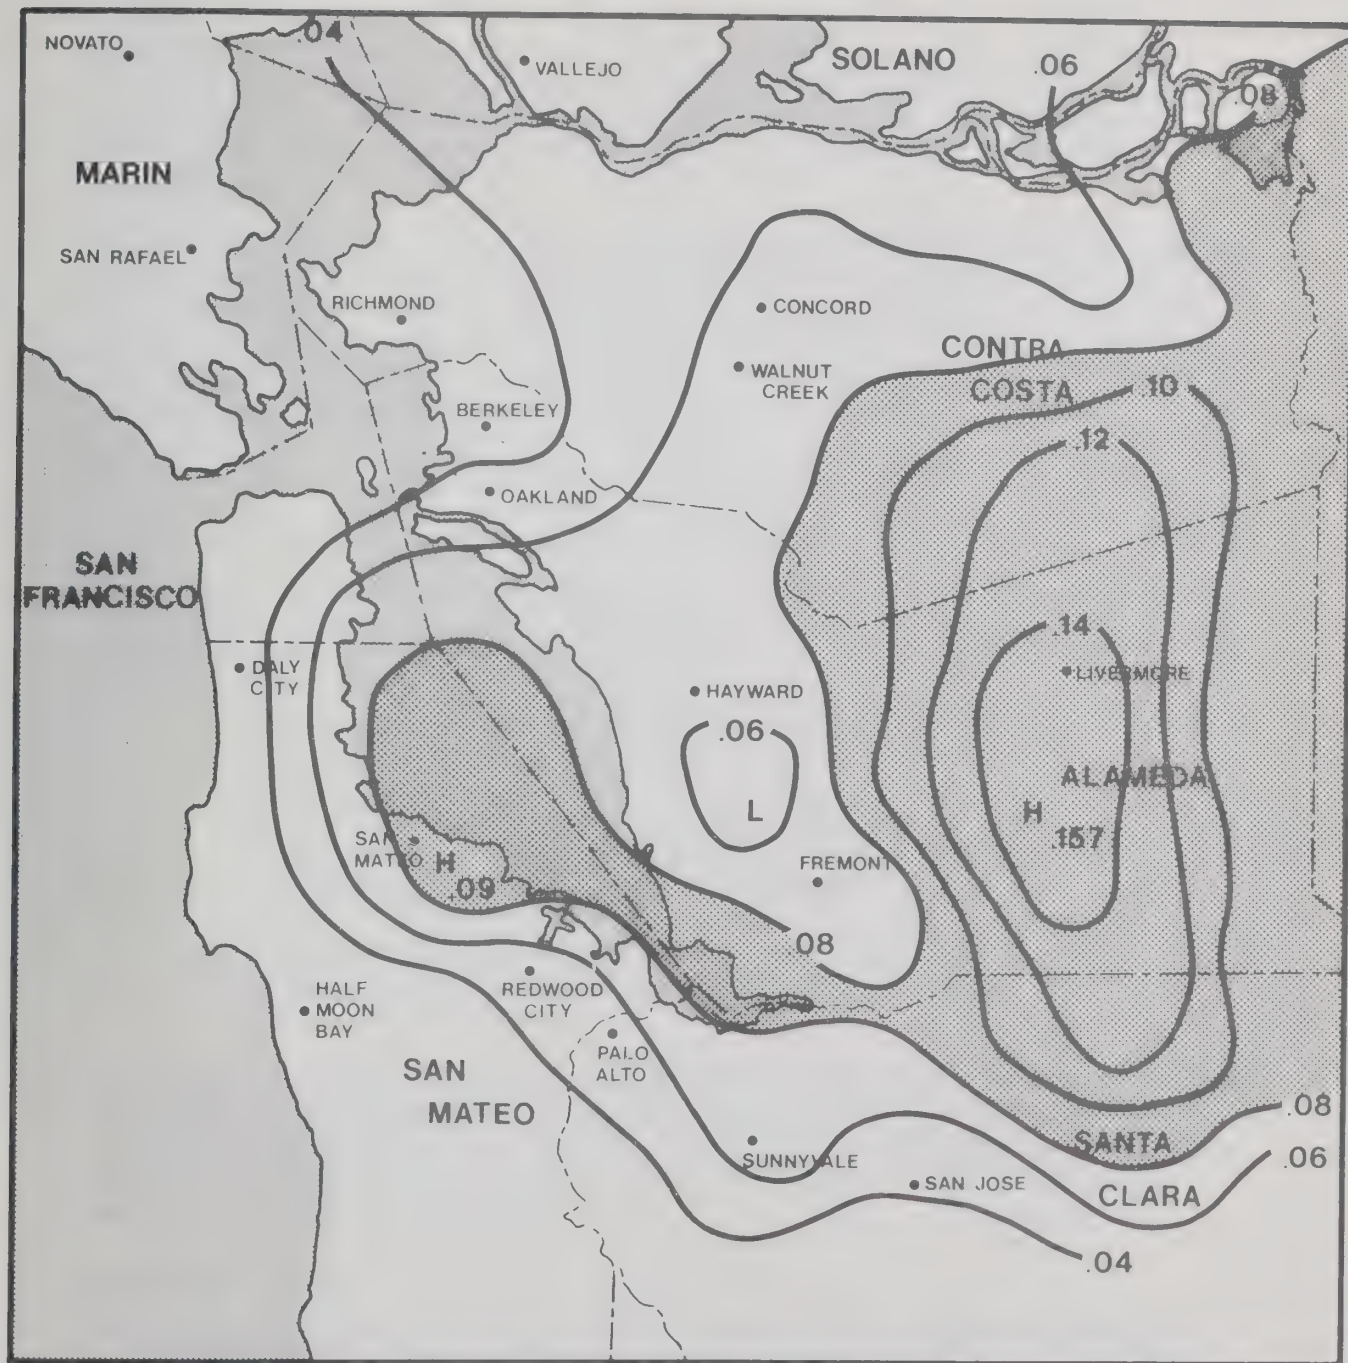 .04
NOVATO
VALLEJO
SOLANO
.06
.08
MARIN
SAN RAFAEL
RICHMOND
CONCORD
CONTRA
COSTA
WALNUT
CREEK
.10
BERKELEY
.12
OAKLAND
SAN
FRANCISCO
.14
DALY
CITY
LIVERMORE
HAYWARD
.06
ALAMEDA
L
H
.157
SAN
MATEO
H
.09
FREMONT
.08
HALF
MOON
BAY
REDWOOD
CITY
PALO
ALTO
SAN
MATEO
.08
SANTA
SUNNYVALE
.06
SAN JOSE
CLARA
.04